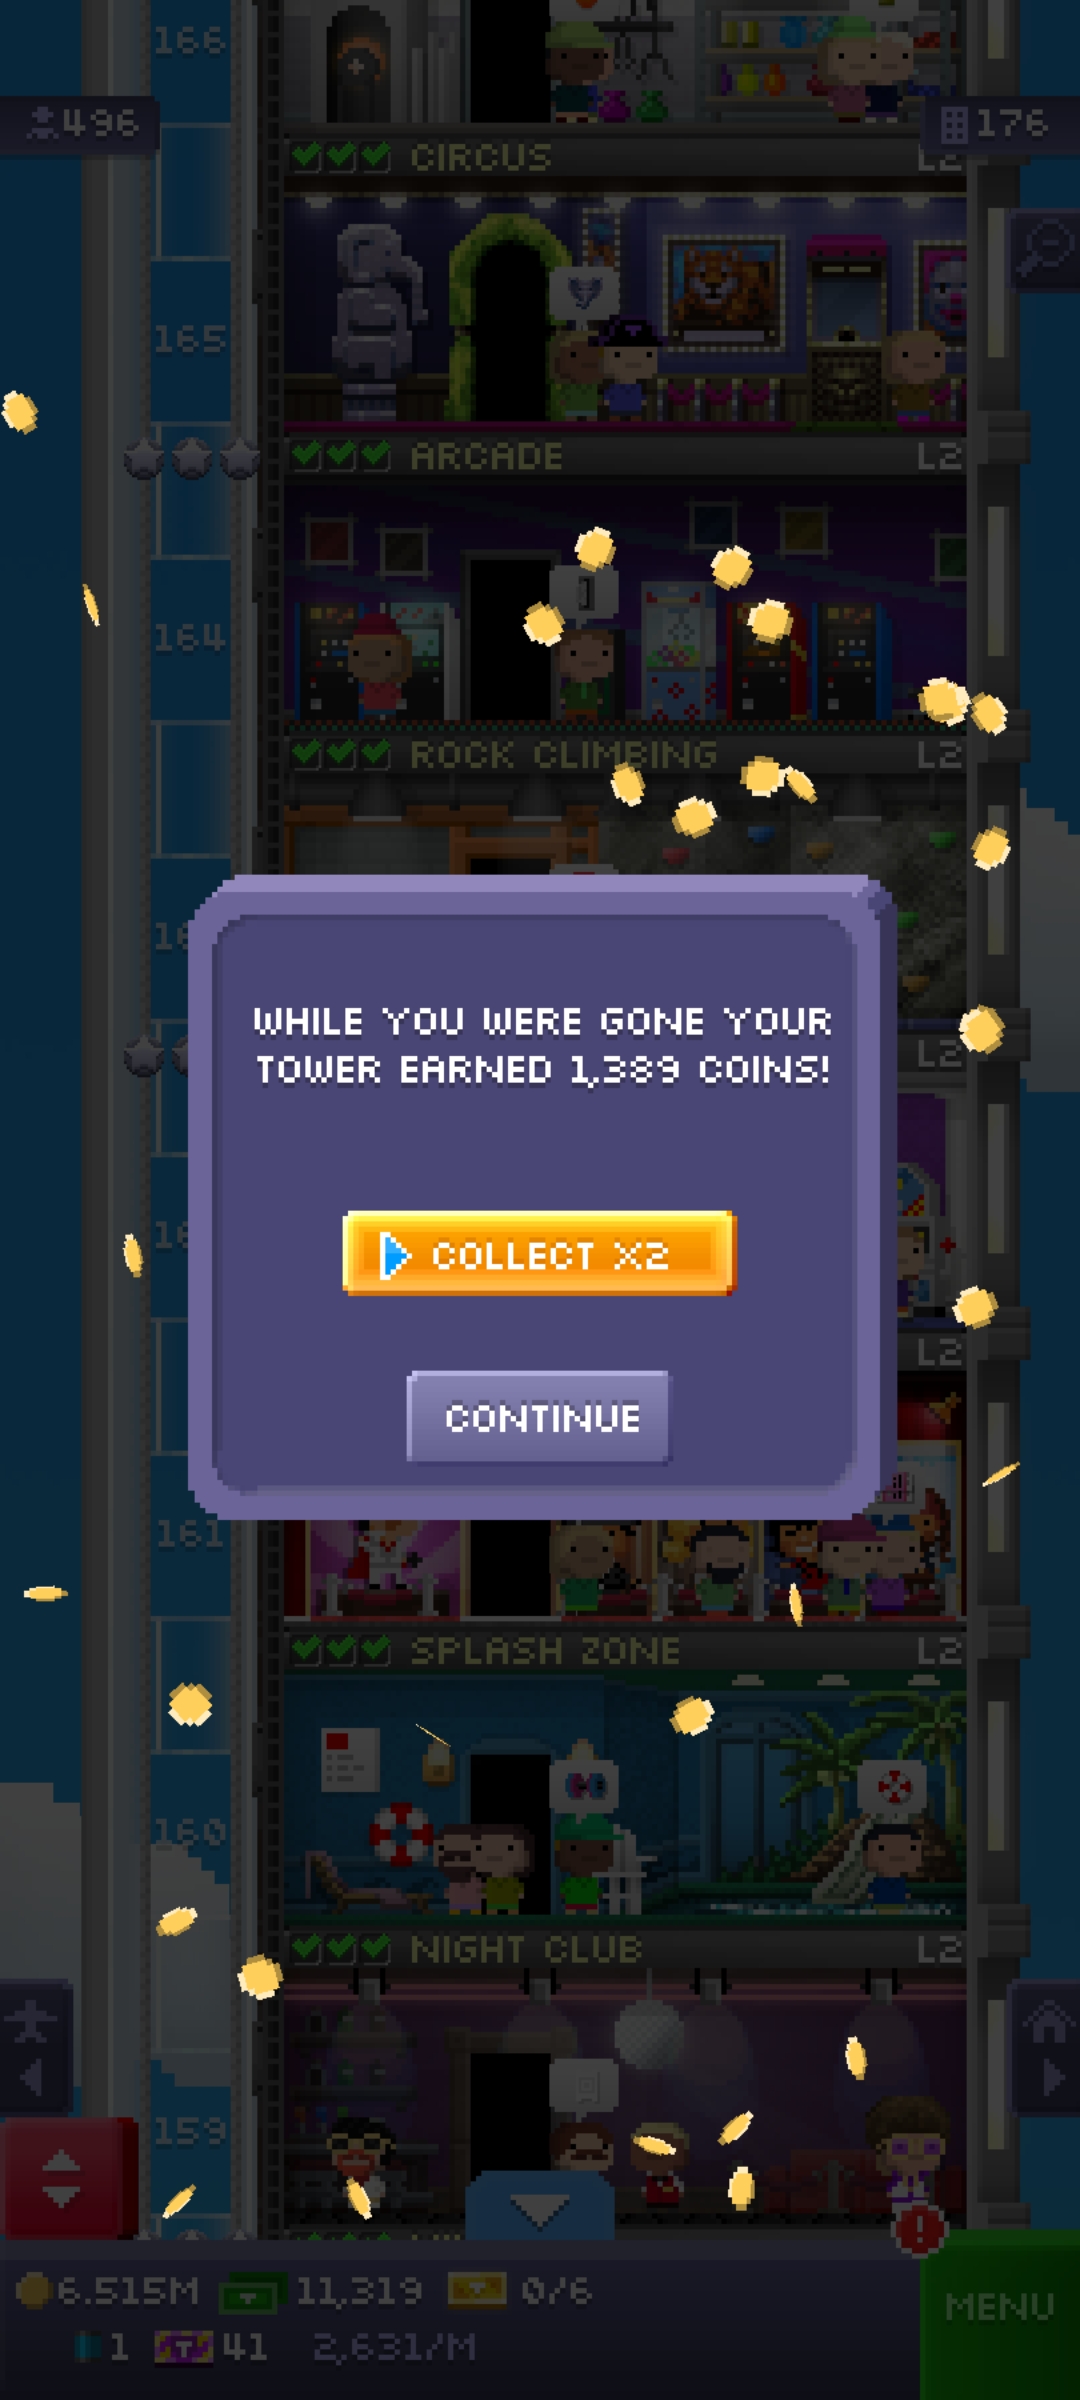 166
496
176
CIRCUS
L2
165
ARCADE
L2
164
ROCK CLIMBING
L2
WHILE YOU WERE GONE YOUR
TOWER EARNED 1,389 COINS!
L2
COLLECT X2
L2
CONTINUE
161
SPLASH ZONE
L2
160
NIGHT CLUB
L2
159
6.515M
11,319
0/6
MENU
1
41
2,631/M